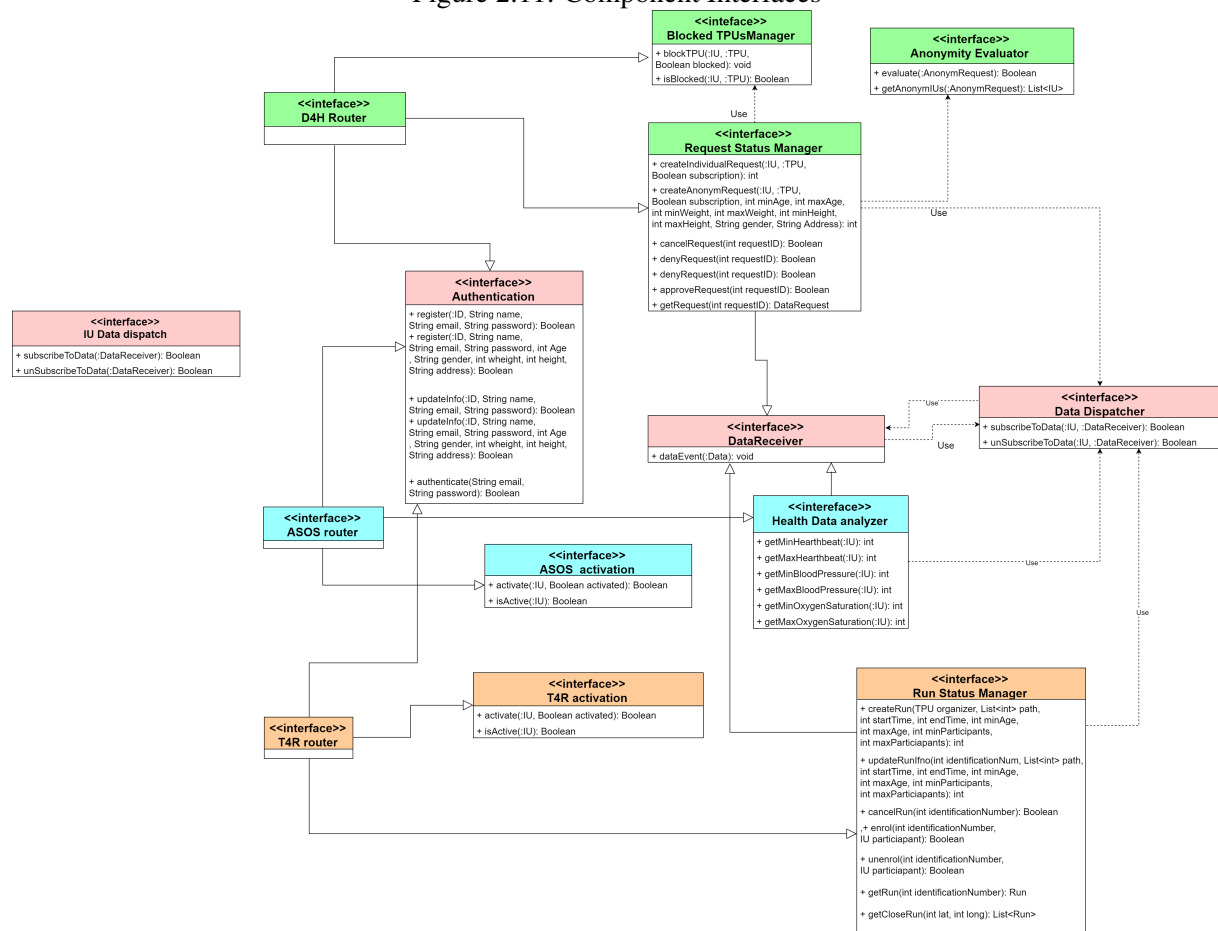 Figure 2.11: Component Interfaces
<<inteface>>
Blocked TPUsManager
+ blockTPU(:IU, :TPU,
Boolean blocked): void
+ isBlocked(:IU, :TPU): Boolean
<<interface>>
Anonymity Evaluator
+ evaluate(:AnonymRequest): Boolean
+ getAnonymIUs(:AnonymRequest): List<IU>
<<inteface>>
D4H Router
Use
<<interface>>
Request Status Manager
+ createIndividualRequest(:IU, :TPU,
Boolean subscription): int
+ createAnonymRequest(:IU, :TPU,
Boolean subscription, int minAge, int maxAge,
int minWeight, int maxWeight, int minHeight,
int maxHeight, String gender, String Address): int
+ cancelRequest(int requestID): Boolean
+ denyRequest(int requestID): Boolean
+ denyRequest(int requestID): Boolean
+ approveRequest(int requestID): Boolean
+ getRequest(int requestID): DataRequest
Use
<<interface>>
Authentication
+ register(:ID, String name,
String email, String password): Boolean
+ register(:ID, String name,
String email, String password, int Age
, String gender, int wheight, int height,
String address): Boolean
+ updateInfo(:ID, String name,
String email, String password): Boolean
+ updateInfo(:ID, String name,
String email, String password, int Age
, String gender, int wheight, int height,
String address): Boolean
+ authenticate(String email,
String password): Boolean
<<interface>>
IU Data dispatch
+ subscribeToData(:DataReceiver): Boolean
+ unSubscribeToData(:DataReceiver): Boolean
<<interface>>
DataReceiver
+ dataEvent(:Data): void
Use
Use
<<interface>>
Data Dispatcher
+ subscribeToData(:IU, :DataReceiver): Boolean
+ unSubscribeToData(:IU, :DataReceiver): Boolean
<<interface>>
ASOS router
<<intereface>>
Health Data analyzer
+ getMinHearthbeat(:IU): int
+ getMaxHearthbeat(:IU): int
+ getMinBloodPressure(:IU): int
+ getMaxBloodPressure(:IU): int
+ getMinOxygenSaturation(:IU): int
+ getMaxOxygenSaturation(:IU): int
Use
<<interface>>
ASOS  activation
+ activate(:IU, Boolean activated): Boolean
+ isActive(:IU): Boolean
Use
<<interface>>
T4R activation
+ activate(:IU, Boolean activated): Boolean
+ isActive(:IU): Boolean
<<interface>>
T4R router
<<interface>>
Run Status Manager
+ createRun(TPU organizer, List<int> path,
int startTime, int endTime, int minAge,
int maxAge, int minParticipants,
int maxParticiapants): int
+ updateRunIfno(int identificationNum, List<int> path,
int startTime, int endTime, int minAge,
int maxAge, int minParticipants,
int maxParticiapants): int
+ cancelRun(int identificationNumber): Boolean
,+ enrol(int identificationNumber,
IU particiapant): Boolean
+ unenrol(int identificationNumber,
IU particiapant): Boolean
+ getRun(int identificationNumber): Run
+ getCloseRun(int lat, int long): List<Run>